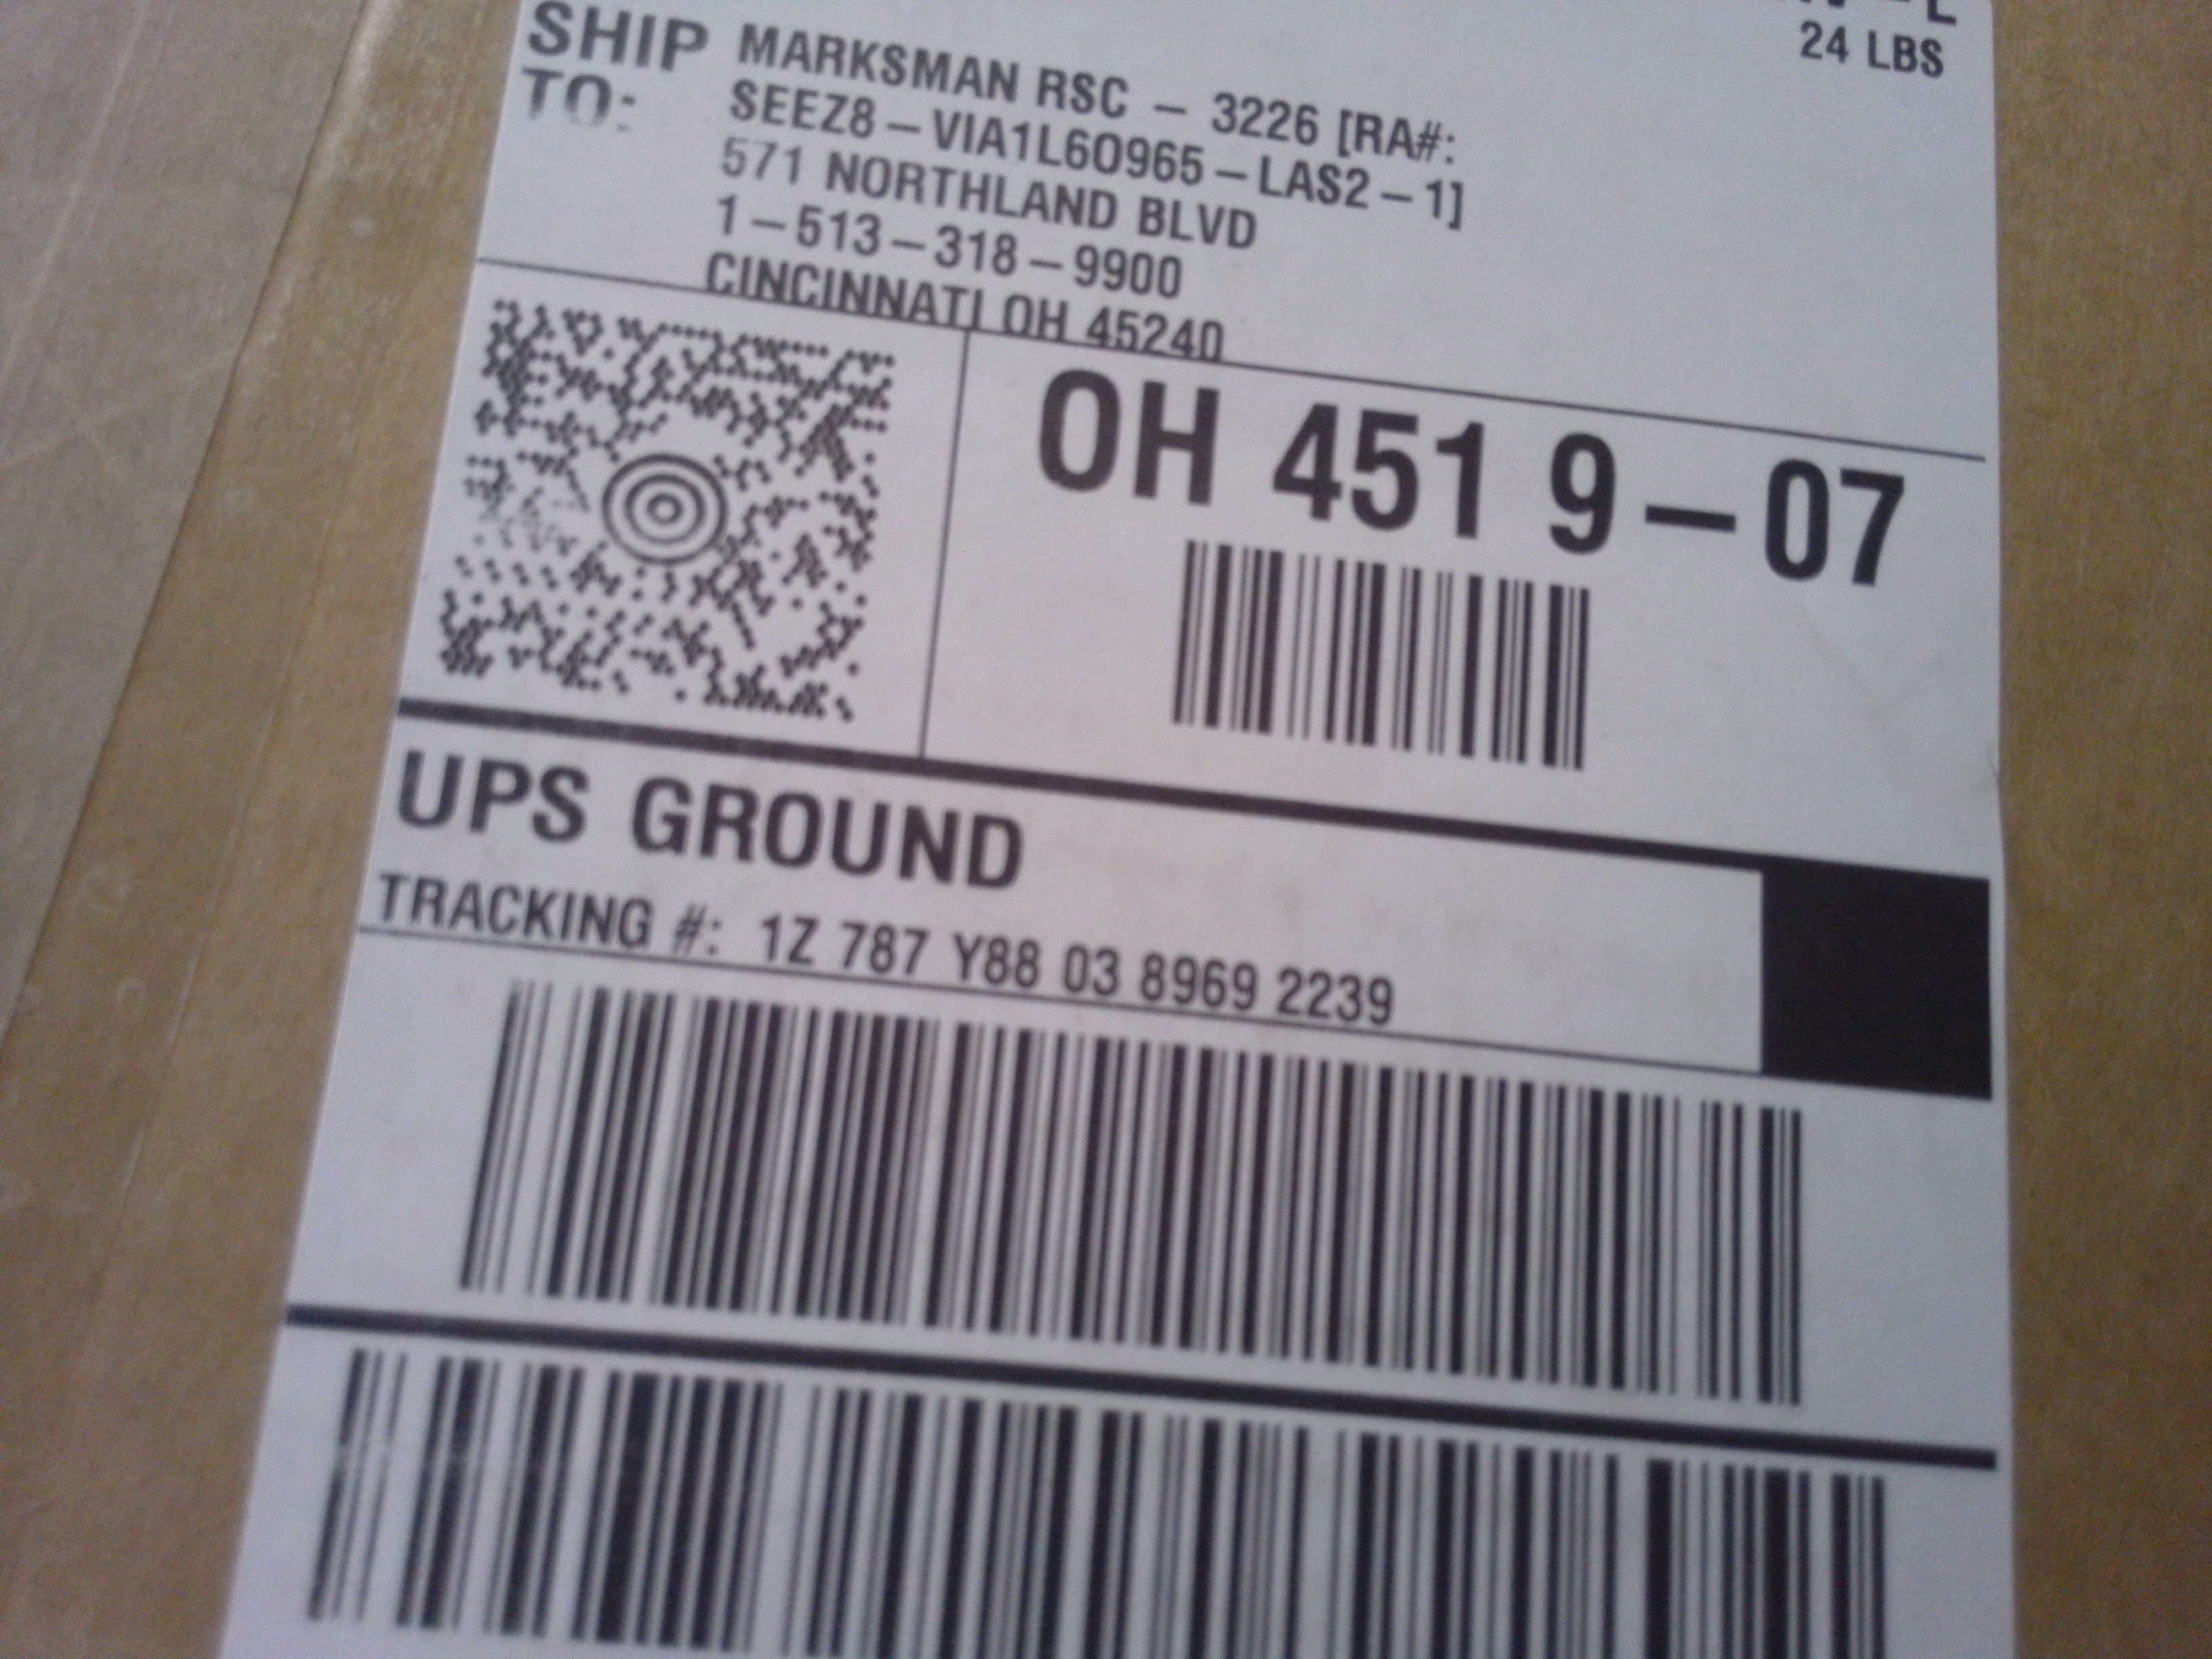 24 LBS
SHIP TO:
MARKSMAN RSC – 3226 [RA#:
SEEZ8 – VIA1L60965 – LAS2 – 1]
571 NORTHLAND BLVD
1 – 513 – 318 – 9900
CINCINNATI OH 45240
OH 451 9 – 07
UPS GROUND
TRACKING #: 1Z 787 Y88 03 8969 2239